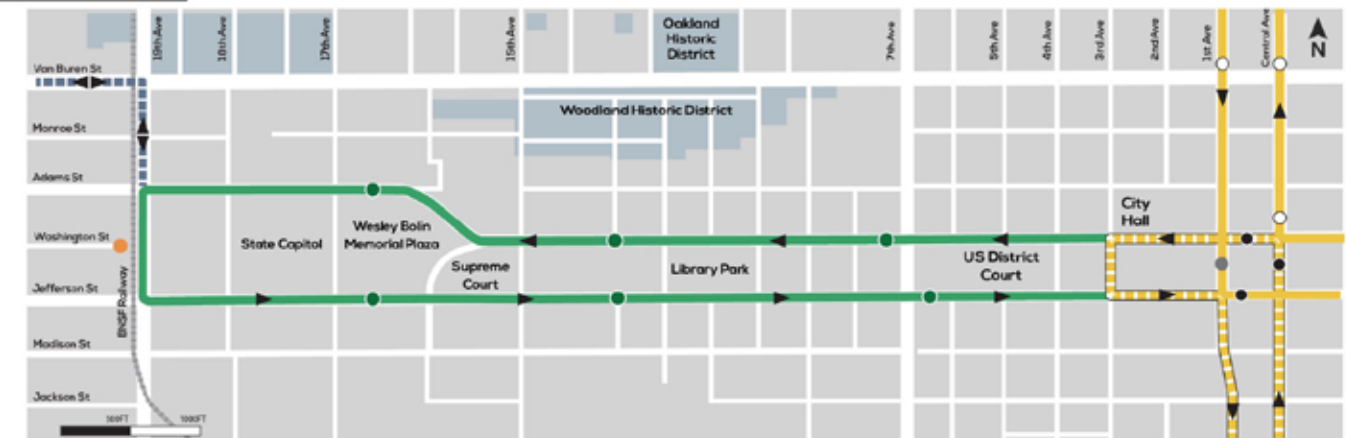 19th Ave
18th Ave
17th Ave
15th Ave
Oakland
Historic
District
7th Ave
5th Ave
4th Ave
3rd Ave
2nd Ave
1st Ave
Central Ave
N
Van Buren St
Woodland Historic District
Monroe St
Adams St
City
Hall
Washington St
State Capitol
Wesley Bolin
Memorial Plaza
Supreme
Court
Library Park
US District
Court
Jefferson St
BNSF Railway
Madison St
Jackson St
1000FT